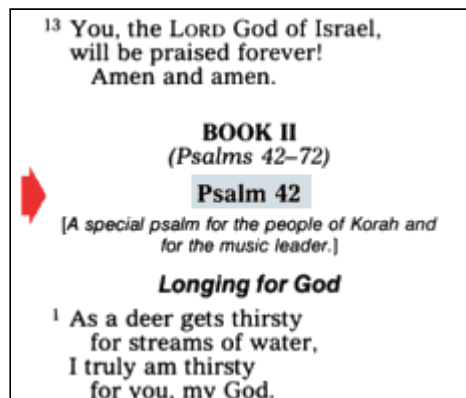 13 You, the LORD God of Israel,
will be praised forever!
Amen and amen.
BOOK II
(Psalms 42–72)
Psalm 42
[A special psalm for the people of Korah and
for the music leader.]
Longing for God
1 As a deer gets thirsty
for streams of water,
I truly am thirsty
for you, my God.